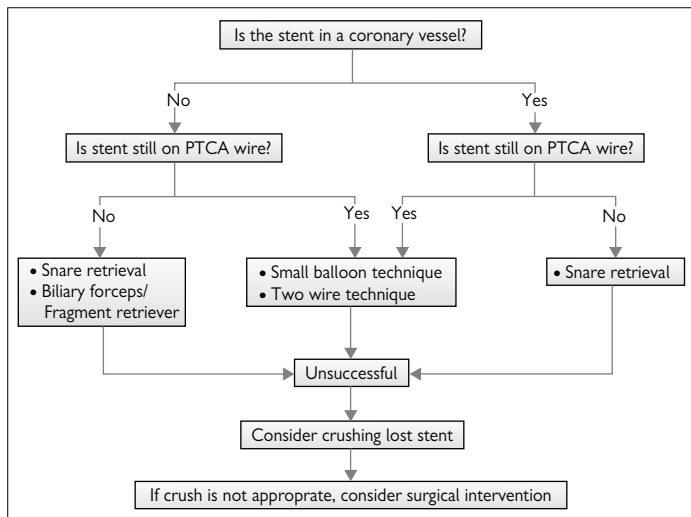 Is the stent in a coronary vessel?
No
Yes
Is stent still on PTCA wire?
Is stent still on PTCA wire?
No
Yes
Yes
No
• Snare retrieval
• Biliary forceps/
Fragment retriever
• Small balloon technique
• Two wire technique
• Snare retrieval
Unsuccessful
Consider crushing lost stent
If crush is not approprate, consider surgical intervention